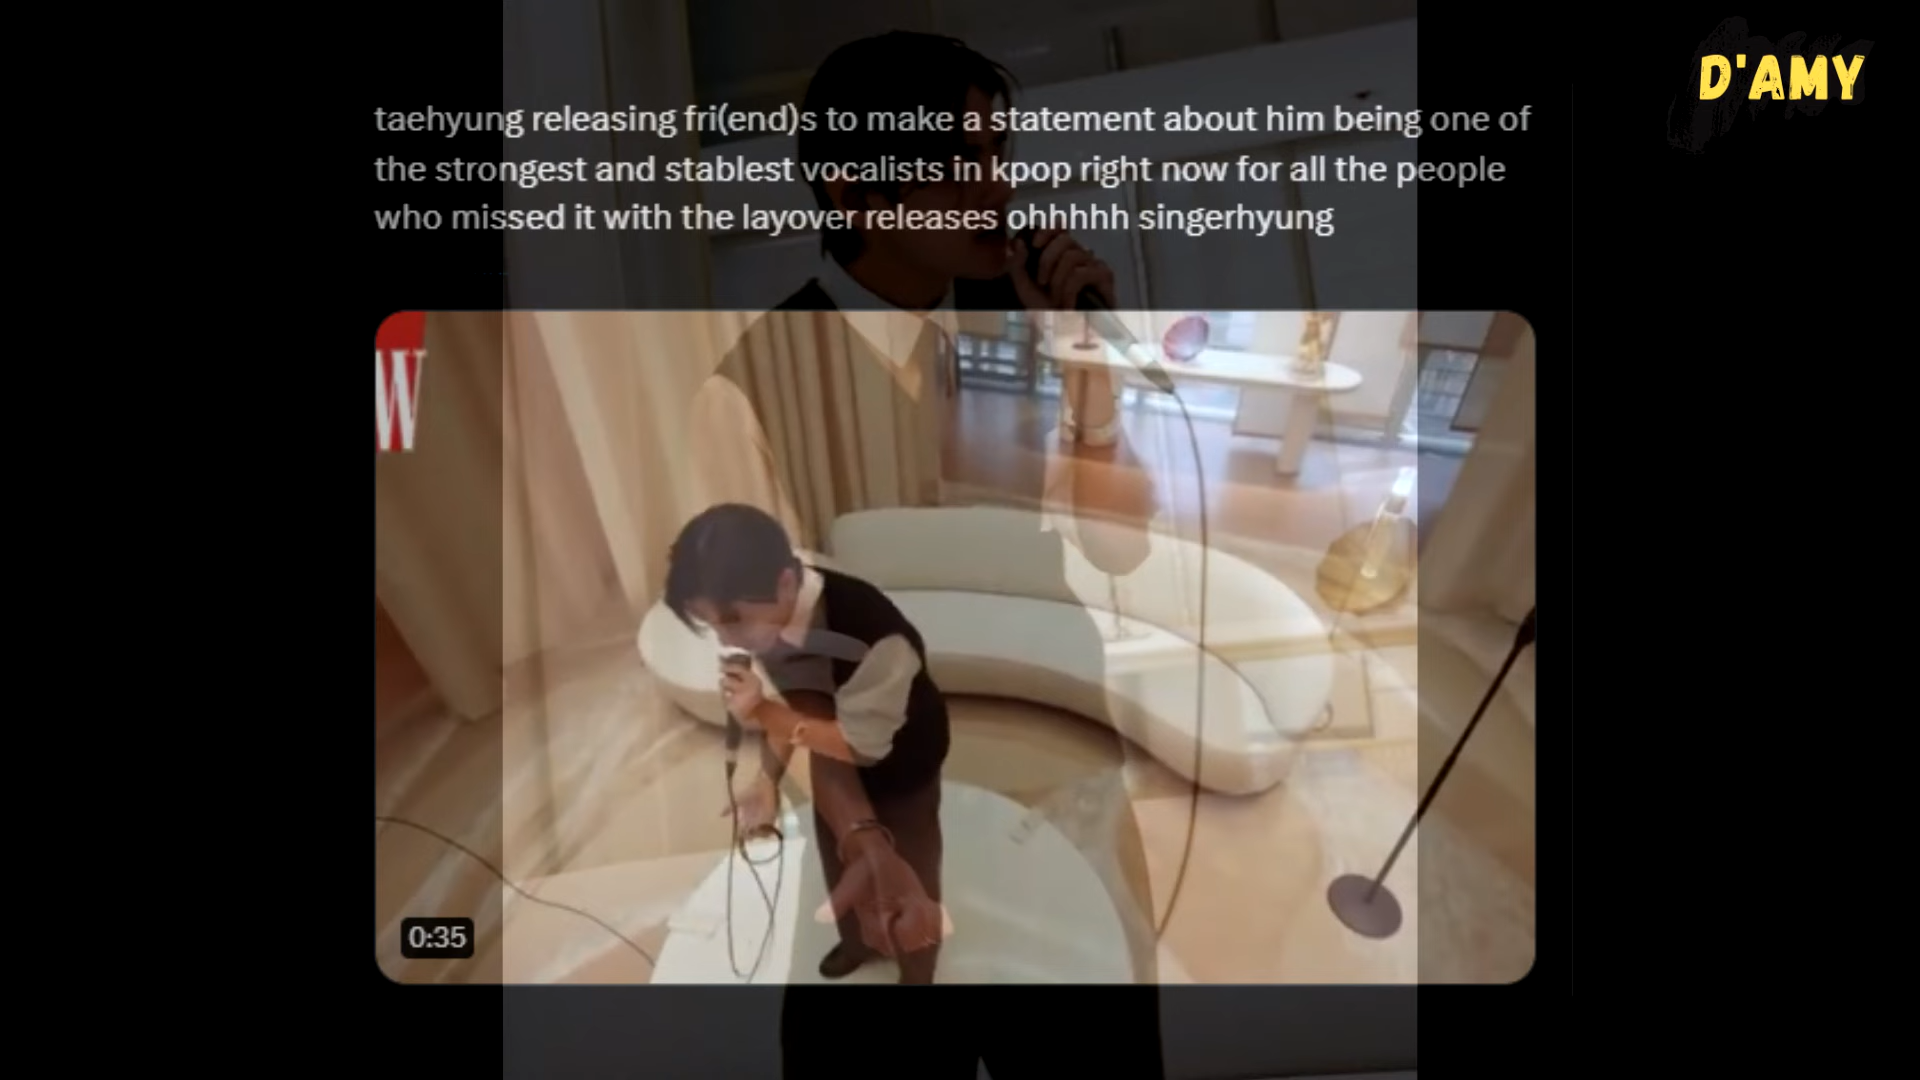 D'AMY
taehyung releasing fri(end)s to make a statement about him being one of
the strongest and stablest vocalists in kpop right now for all the people
who missed it with the layover releases ohhhhh singerhyung
W
0:35